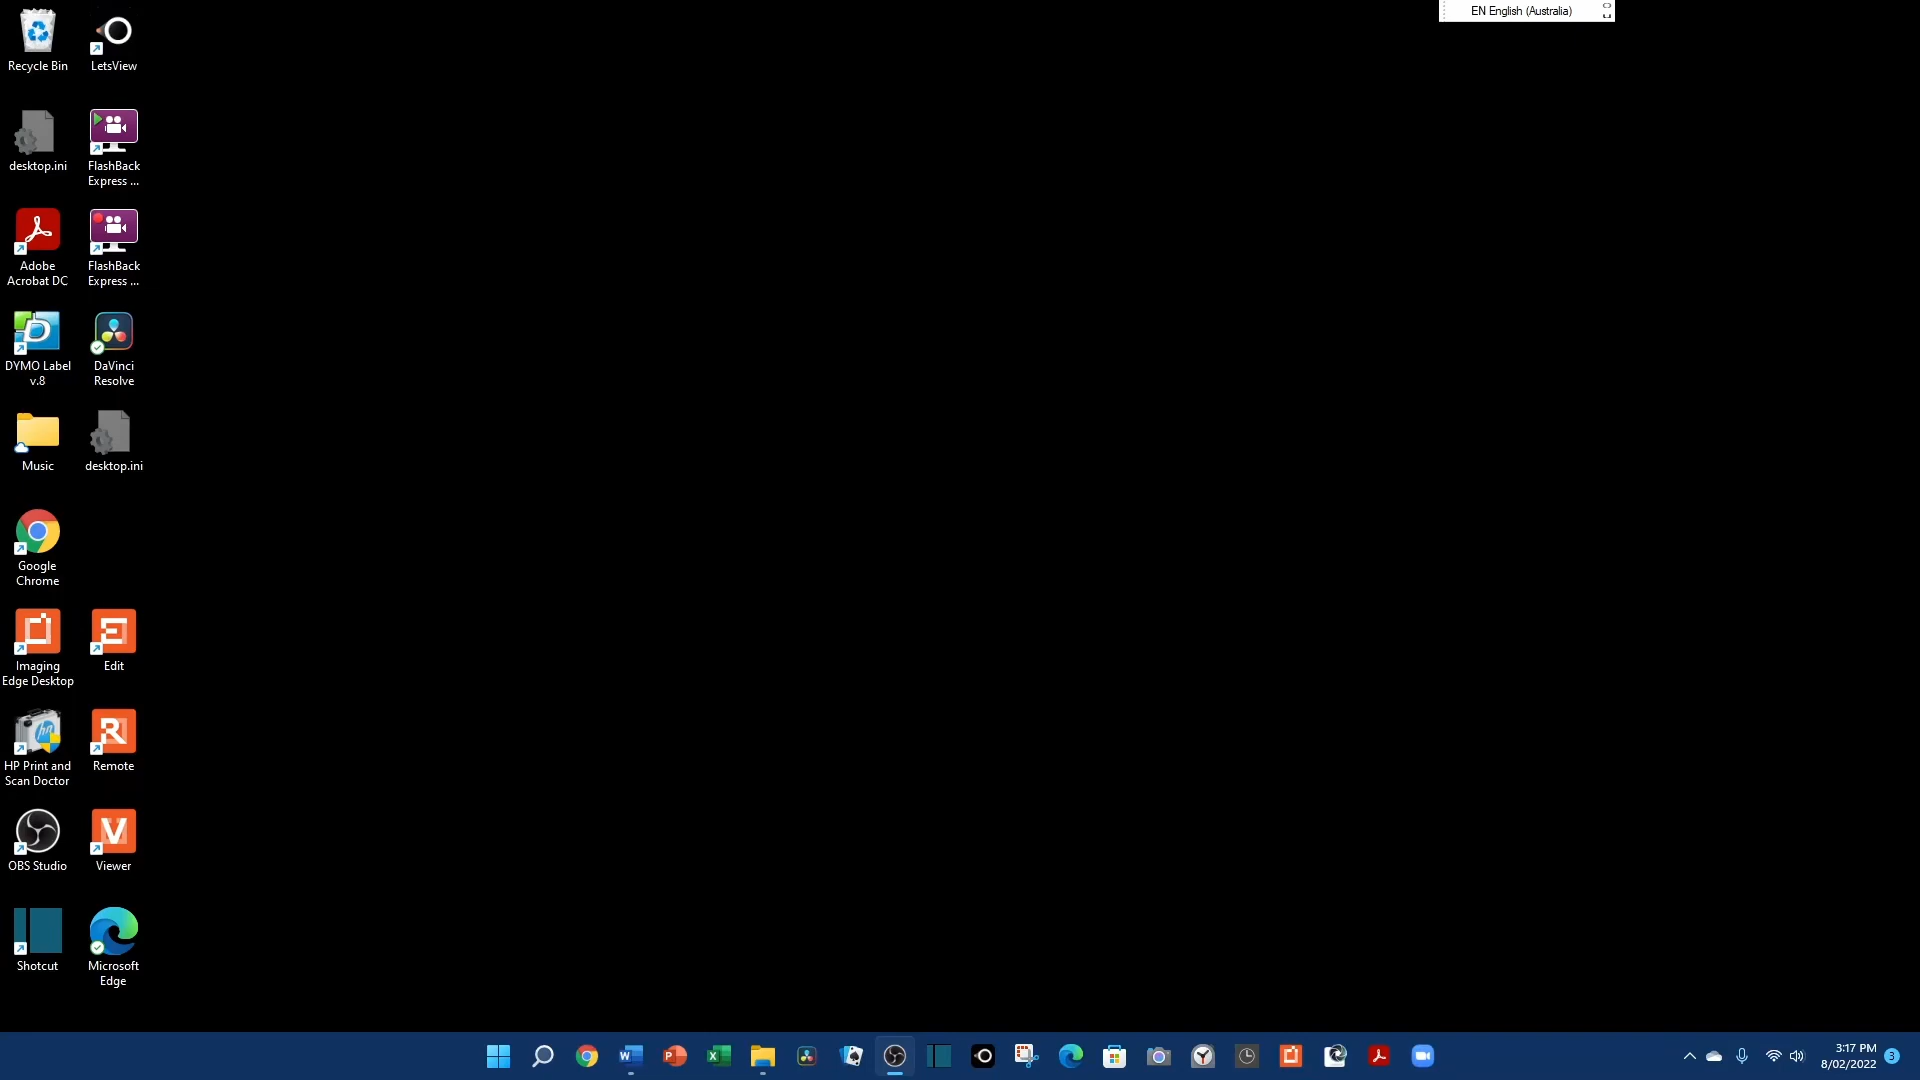 EN English (Australia)
Recycle Bin
LetsView
desktop.ini
FlashBack
Express ...
Adobe
Acrobat DC
FlashBack
Express ...
DYMO Label
v.8
DaVinci
Resolve
Music
desktop.ini
Google
Chrome
Imaging
Edge Desktop
Edit
HP Print and
Scan Doctor
Remote
OBS Studio
Viewer
Shotcut
Microsoft
Edge
3:17 PM
8/02/2022
3